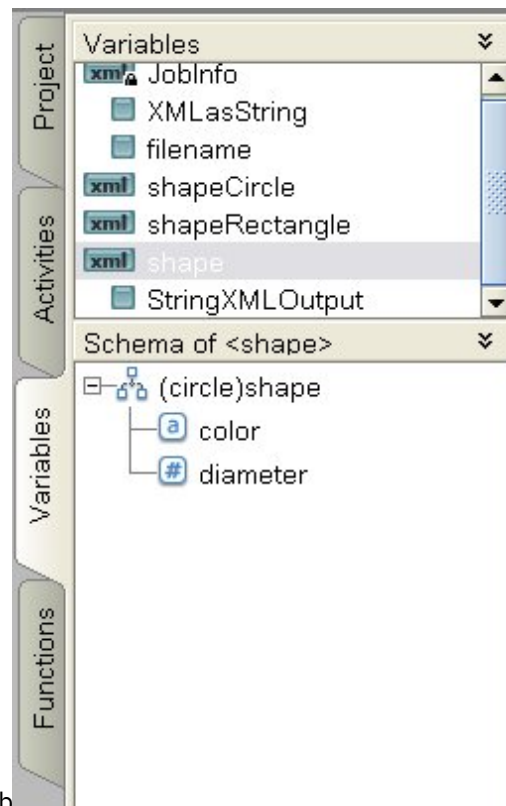 Project
Activities
Variables
Functions
Variables
xml JobInfo
XMLasString
filename
xml shapeCircle
xml shapeRectangle
xml shape
StringXMLOutput
Schema of <shape>
(circle)shape
a color
# diameter
b